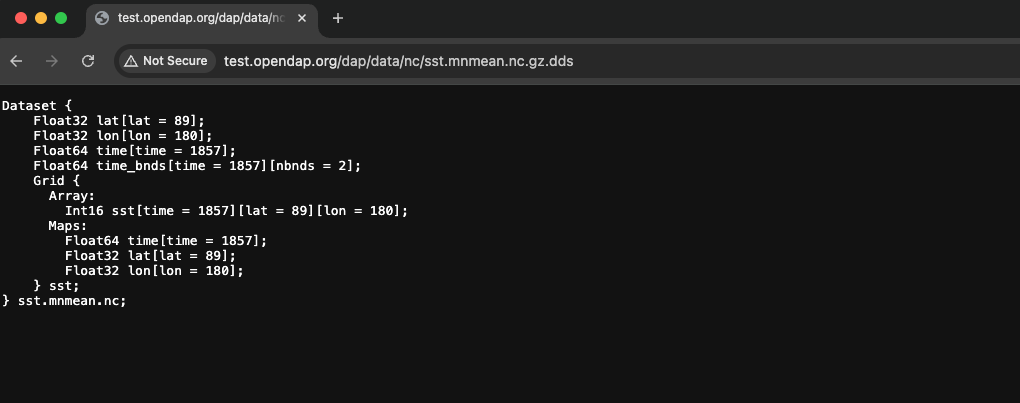 test.opendap.org/dap/data/nc
Not Secure test.opendap.org/dap/data/nc/sst.mnmean.nc.gz.dds
Dataset {
    Float32 lat[lat = 89];
    Float32 lon[lon = 180];
    Float64 time[time = 1857];
    Float64 time_bnds[time = 1857][nbnds = 2];
    Grid {
      Array:
        Int16 sst[time = 1857][lat = 89][lon = 180];
      Maps:
        Float64 time[time = 1857];
        Float32 lat[lat = 89];
        Float32 lon[lon = 180];
    } sst;
} sst.mnmean.nc;